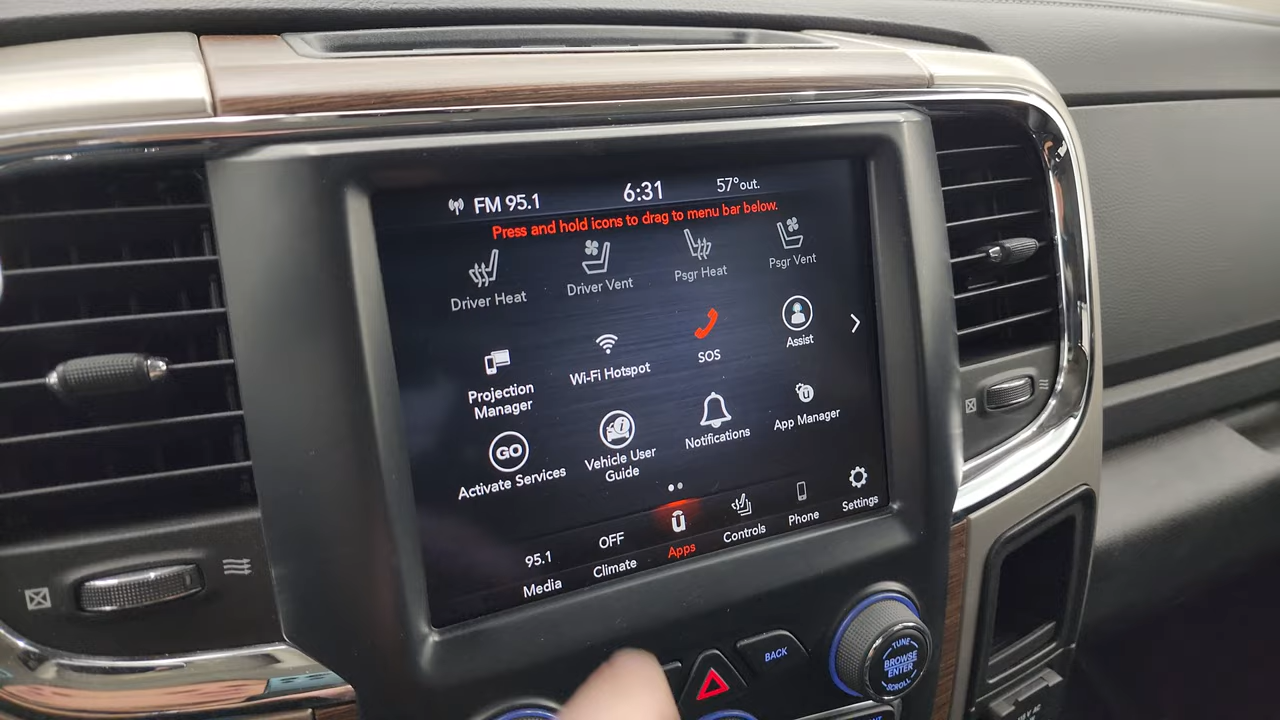 FM 95.1
6:31
57° out.
Press and hold icons to drag to menu bar below.
Driver Heat
Driver Vent
Psgr Heat
Psgr Vent
Projection
Manager
Wi-Fi Hotspot
SOS
Assist
GO
Activate Services
Vehicle User
Guide
Notifications
App Manager
95.1
Media
OFF
Climate
Apps
Controls
Phone
Settings
BACK
TUNE
BROWSE
ENTER
SCROLL